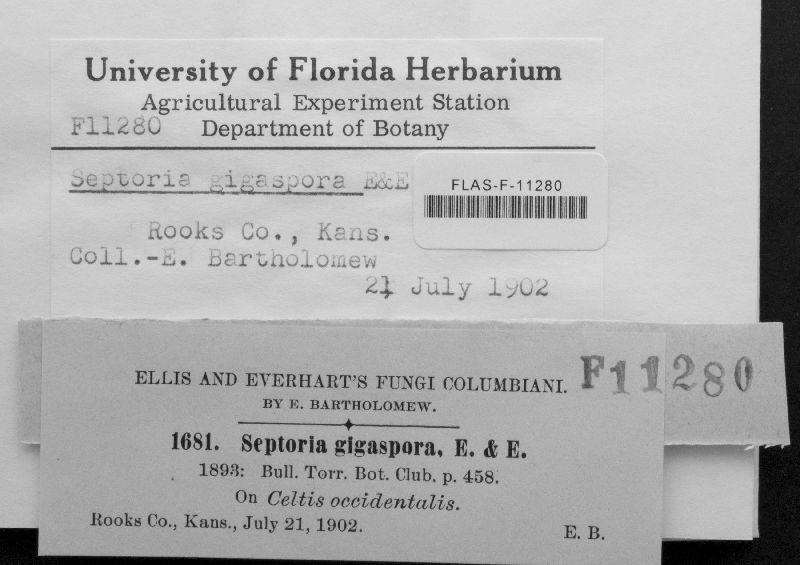 University of Florida Herbarium
Agricultural Experiment Station
F11280 Department of Botany
Septoria gigaspora E&E
FLAS-F-11280
Rooks Co., Kans.
Coll.-E. Bartholomew
21 July 1902
F11280
ELLIS AND EVERHART'S FUNGI COLUMBIANI.
BY E. BARTHOLOMEW.
1681. Septoria gigaspora, E. & E.
1893: Bull. Torr. Bot. Club, p. 458.
On Celtis occidentalis.
Rooks Co., Kans., July 21, 1902.
E. B.